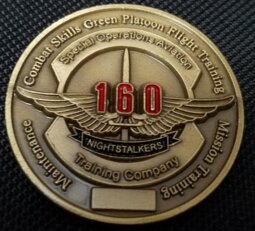 Combat Skills Green Platoon Flight Training
Special Operations Aviation
160
'NIGHTSTALKERS'
Training Company
Maintenance
Mission Training